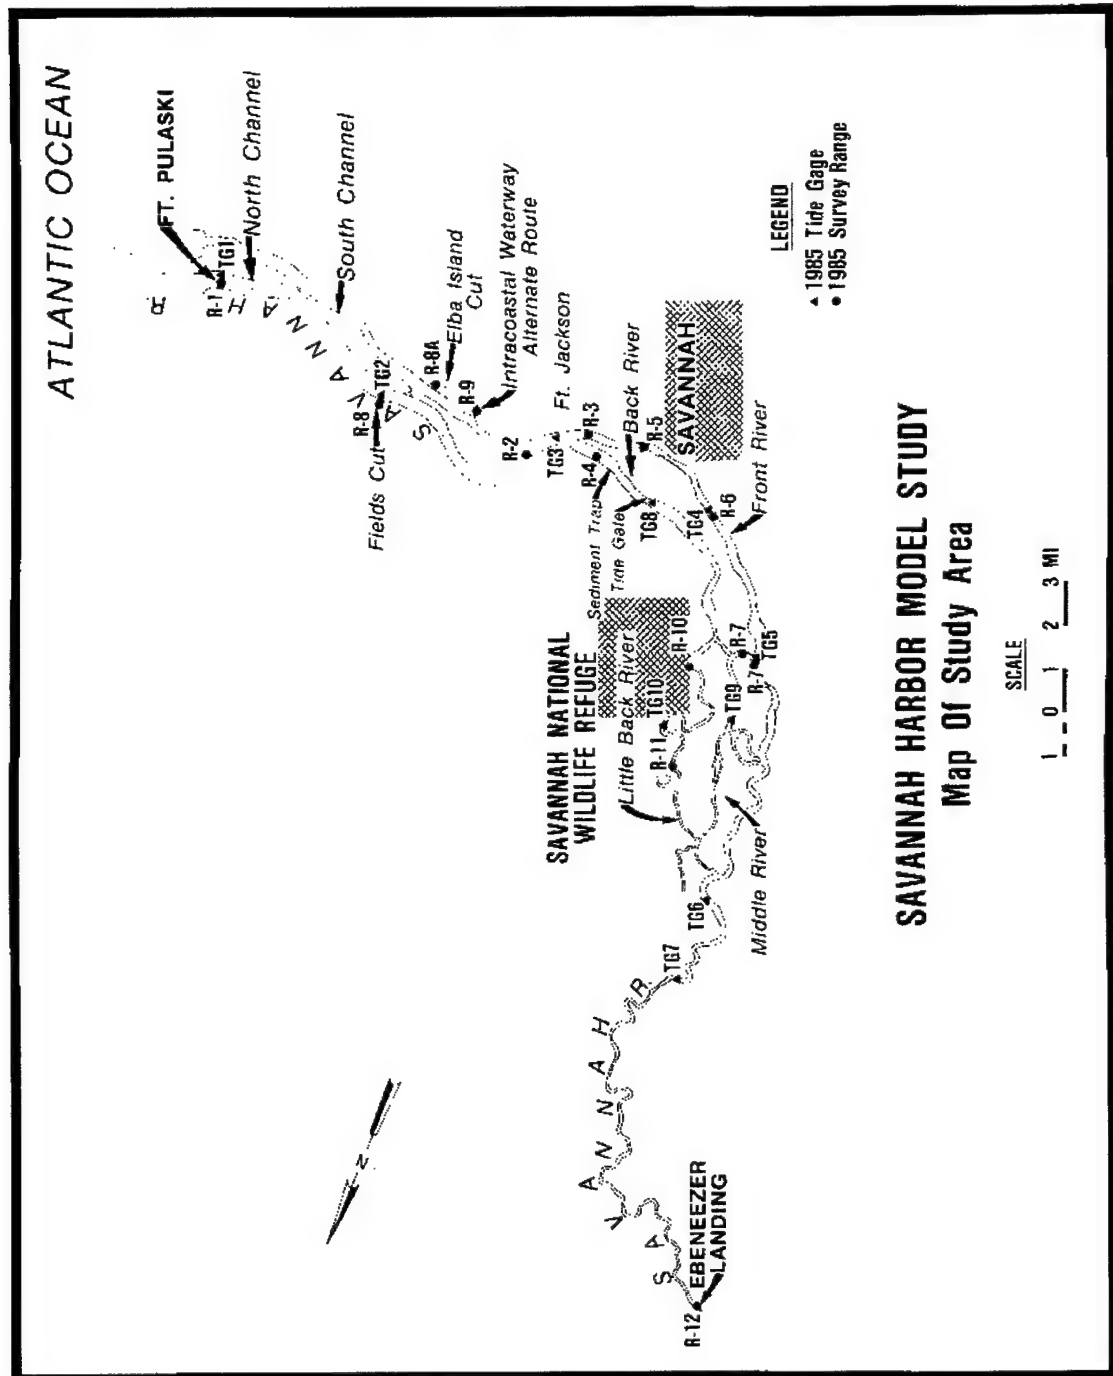 ATLANTIC OCEAN
FT. PULASKI
TG1
R-1
North Channel
South Channel
SAVANNAH R
R-8
TG2
Fields Cut
R-8A
Elba Island
Cut
R-9
Intracoastal Waterway
Alternate Route
R-2
TG3
Ft. Jackson
R-3
R-4
Sediment Trap
Back River
Tide Gate
TG8
R-5
SAVANNAH
TG4
R-6
Front River
SAVANNAH NATIONAL
WILDLIFE REFUGE
R-10
TG10
Little Back River
R-11
R-7
TG5
R-7
TG9
Middle River
TG6
TG7
SAVANNAH R
EBENEEZER
LANDING
R-12
N
LEGEND
▲ 1985 Tide Gage
● 1985 Survey Range
SAVANNAH HARBOR MODEL STUDY
Map Of Study Area
SCALE
1 0 1 2 3 MI